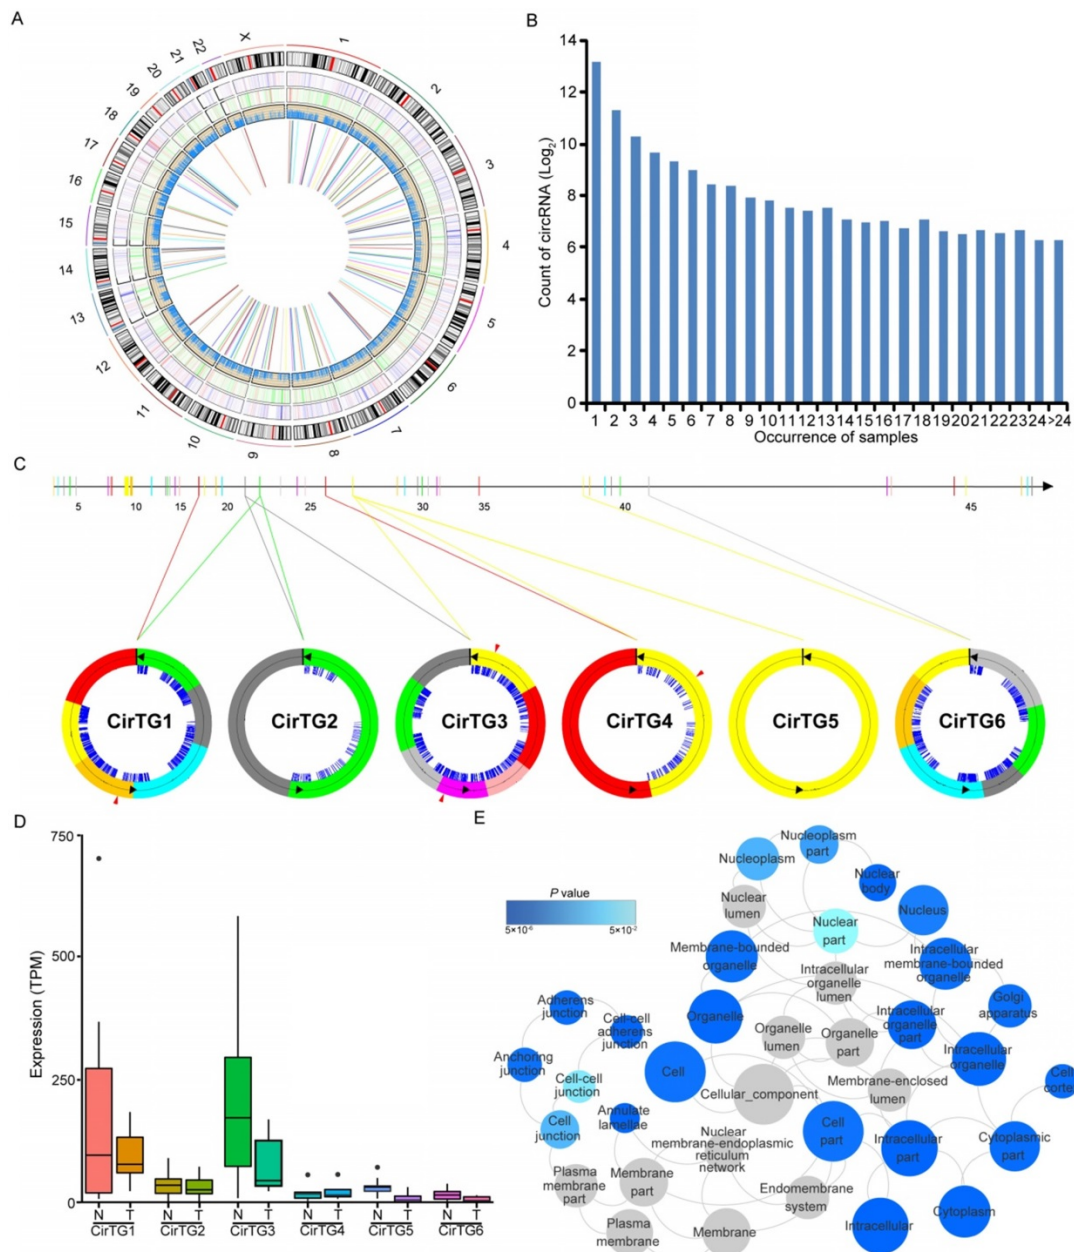 A
X
1
2
3
4
5
6
7
8
9
10
11
12
13
14
15
16
17
18
19
20
21
22
B
Count of circRNA (Log2)
14
12
10
8
6
4
2
0
1 2 3 4 5 6 7 8 9 10 11 12 13 14 15 16 17 18 19 20 21 22 23 24 >24
Occurrence of samples
C
5 10 15 20 25 30 35 40 45
CirTG1 CirTG2 CirTG3 CirTG4 CirTG5 CirTG6
D
Expression (TPM)
750
500
250
0
N T N T N T N T N T N T
CirTG1 CirTG2 CirTG3 CirTG4 CirTG5 CirTG6
E
P value
5×10-6 5×10-2
Nucleoplasm
part
Nucleoplasm
Nuclear
body
Nuclear
lumen
Nucleus
Nuclear
part
Membrane-bounded
organelle
Intracellular
membrane-bounded
organelle
Intracellular
organelle
lumen
Adherens
junction
Golgi
apparatus
Organelle
Cell-cell
adherens
junction
Organelle
lumen
Organelle
part
Intracellular
organelle part
Anchoring
junction
Intracellular
organelle
Cell
Cell-cell
junction
Cellular_component
Membrane-enclosed
lumen
Annulate
lamellae
Cell
junction
Cell
part
Nuclear
membrane-endoplasmic
reticulum
network
Intracellular
part
Cytoplasmic
part
Plasma
membrane
part
Membrane
part
Endomembrane
system
Plasma
membrane
Membrane
Intracellular
Cytoplasm